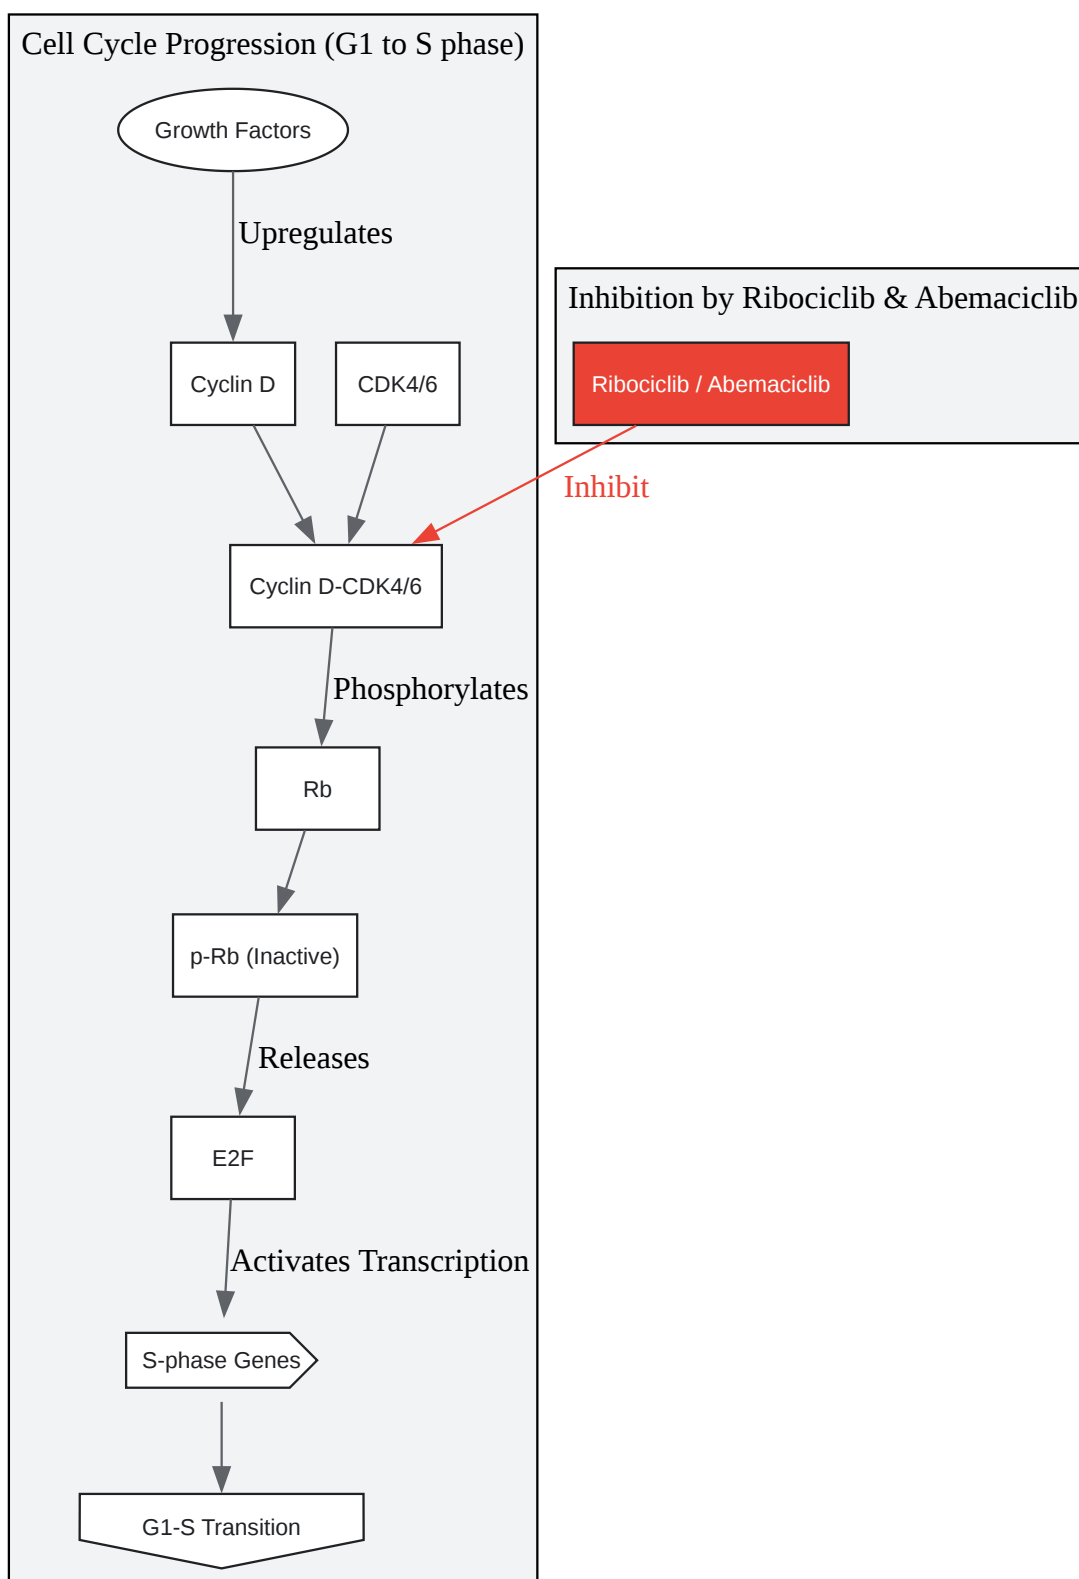 Cell Cycle Progression (G1 to S phase)
Growth Factors
Upregulates
Inhibition by Ribociclib & Abemaciclib
Cyclin D
CDK4/6
Ribociclib / Abemaciclib
Inhibit
Cyclin D-CDK4/6
Phosphorylates
Rb
p-Rb (Inactive)
Releases
E2F
Activates Transcription
S-phase Genes
G1-S Transition